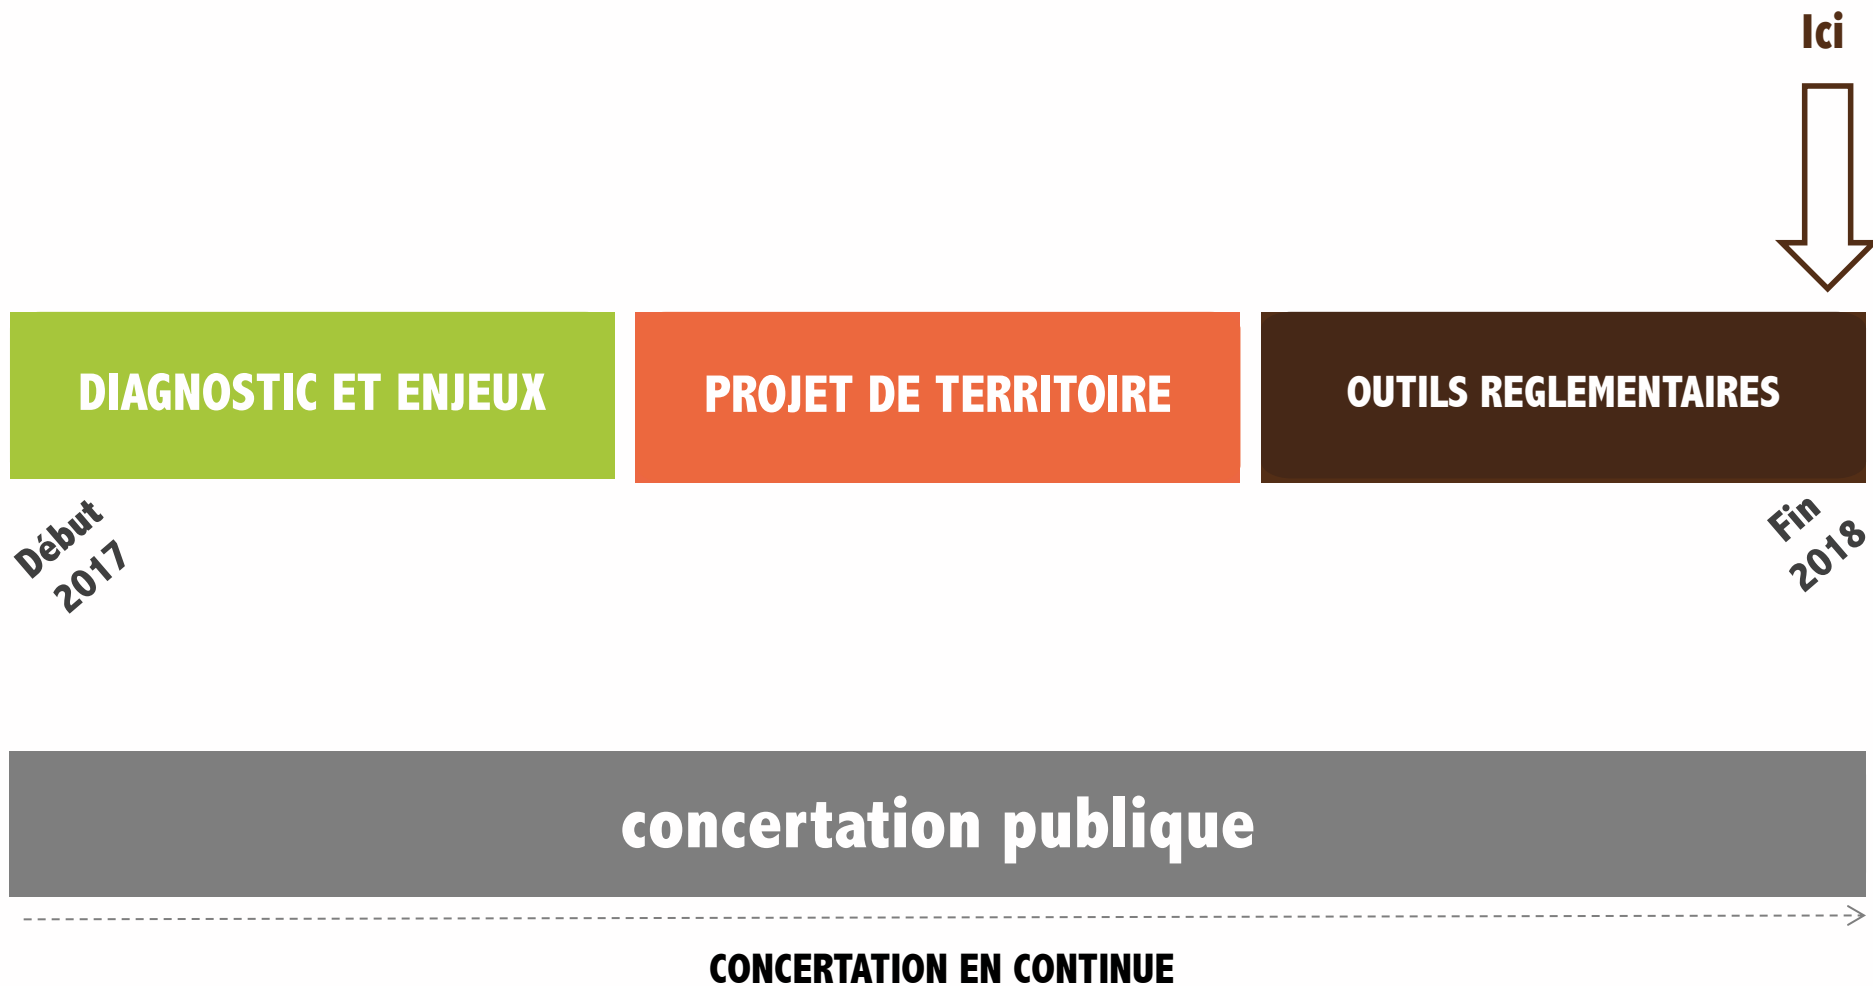 Ici
DIAGNOSTIC ET ENJEUX
PROJET DE TERRITOIRE
OUTILS REGLEMENTAIRES
Début
2017
Fin
2018
concertation publique
CONCERTATION EN CONTINUE